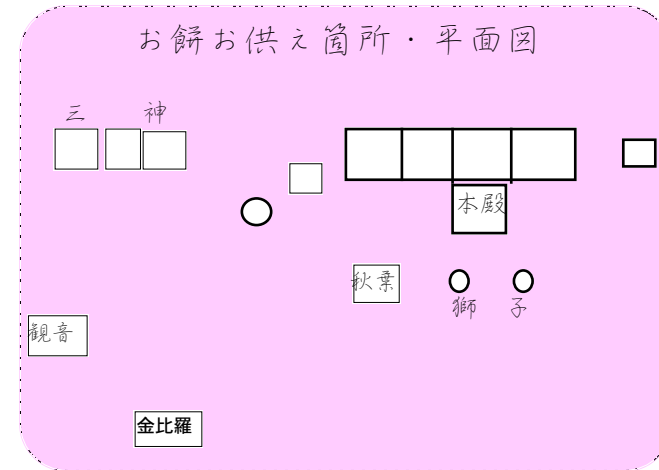 お餅お供え箇所・平面図
三 神
本殿
秋葉
獅 子
観音
金比羅